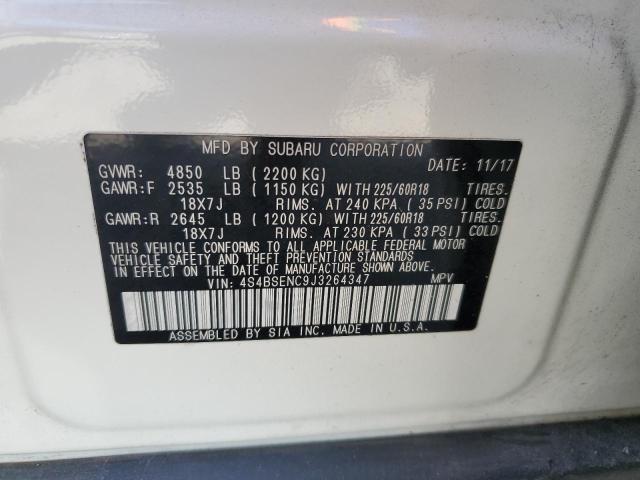 MFD BY SUBARU CORPORATION DATE: 11/17
GVWR: 4850 LB (2200 KG)
GAWR:F 2535 LB (1150 KG) WITH 225/60R18 TIRES.
18X7J RIMS. AT 240 KPA (35 PSI) COLD
GAWR:R 2645 LB (1200 KG) WITH 225/60R18 TIRES.
18X7J RIMS. AT 230 KPA (33 PSI) COLD
THIS VEHICLE CONFORMS TO ALL APPLICABLE FEDERAL MOTOR
VEHICLE SAFETY AND THEFT PREVENTION STANDARDS IN EFFECT
ON THE DATE OF MANUFACTURE SHOWN ABOVE.
VIN: 4S4BSENC9J3264347 MPV
ASSEMBLED BY SIA INC. MADE IN U.S.A.